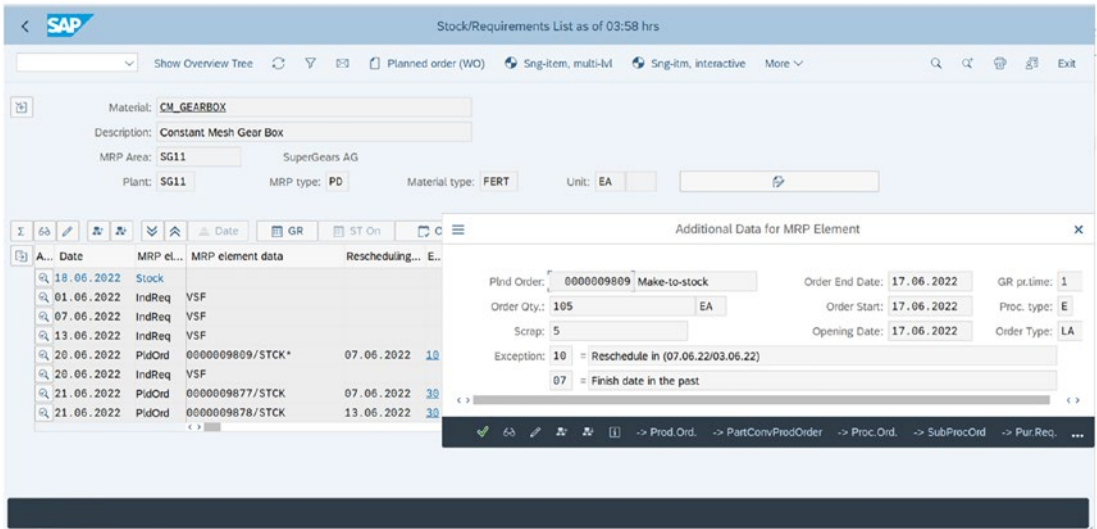 SAP
Stock/Requirements List as of 03:58 hrs
Show Overview Tree Planned order (WO) Sng-item, multi-lvl Sng-itm, interactive More Exit
Material: CM_GEARBOX
Description: Constant Mesh Gear Box
MRP Area: SG11 SuperGears AG
Plant: SG11 MRP type: PD Material type: FERT Unit: EA
Σ Date GR ST On C
A... Date MRP el... MRP element data Rescheduling... E...
18.06.2022 Stock
01.06.2022 IndReq VSF
07.06.2022 IndReq VSF
13.06.2022 IndReq VSF
20.06.2022 PldOrd 0000009809/STCK* 07.06.2022 10
20.06.2022 IndReq VSF
21.06.2022 PldOrd 0000009877/STCK 07.06.2022 30
21.06.2022 PldOrd 0000009878/STCK 13.06.2022 30
Additional Data for MRP Element
Plnd Order: 0000009809 Make-to-stock Order End Date: 17.06.2022 GR pr.time: 1
Order Qty.: 105 EA Order Start: 17.06.2022 Proc. type: E
Scrap: 5 Opening Date: 17.06.2022 Order Type: LA
Exception: 10 = Reschedule in (07.06.22/03.06.22)
07 = Finish date in the past
-> Prod.Ord. -> PartConvProdOrder -> Proc.Ord. -> SubProcOrd -> Pur.Req. ...